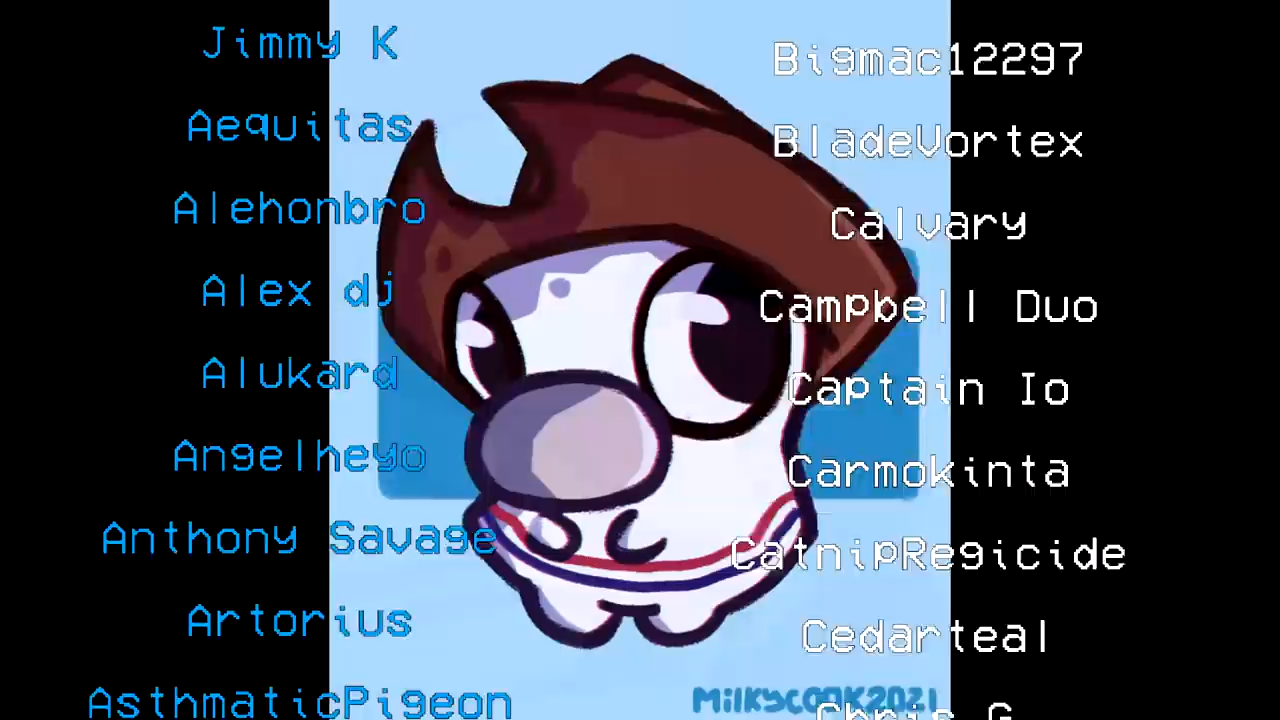 Jimmy K
Aequitas
Alehonbro
Alex dj
Alukard
Angelheyo
Anthony Savage
Artorius
AsthmaticPigeon
Bigmac12297
BladeVortex
Calvary
Campbell Duo
Captain Io
Carmokinta
CatnipRegicide
Cedarteal
Chris G
MilkyCook2021